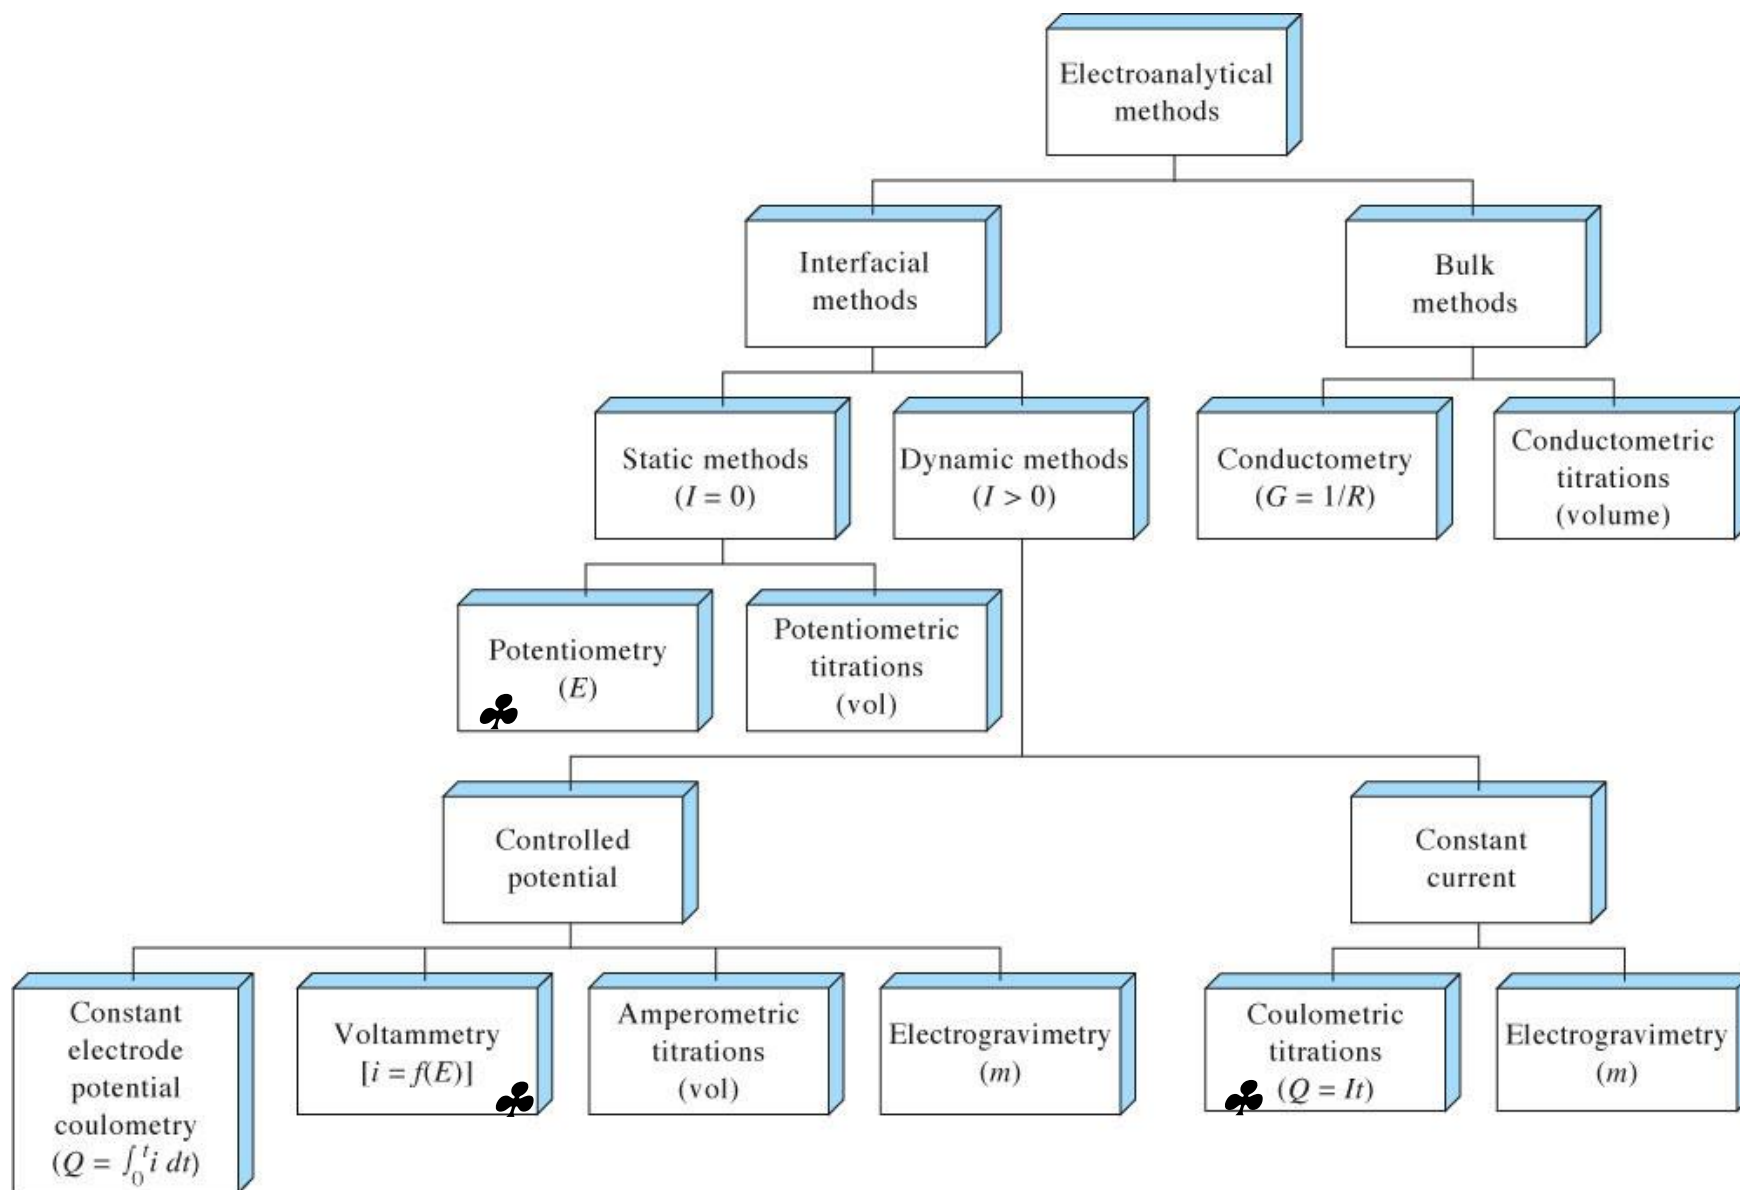 Electroanalytical
methods
Interfacial
methods
Bulk
methods
Static methods
(I = 0)
Dynamic methods
(I > 0)
Conductometry
(G = 1/R)
Conductometric
titrations
(volume)
Potentiometry
(E)
Potentiometric
titrations
(vol)
Controlled
potential
Constant
current
Constant
electrode
potential
coulometry
(Q = ∫₀ᵗ i dt)
Voltammetry
[i = f(E)]
Amperometric
titrations
(vol)
Electrogravimetry
(m)
Coulometric
titrations
(Q = It)
Electrogravimetry
(m)